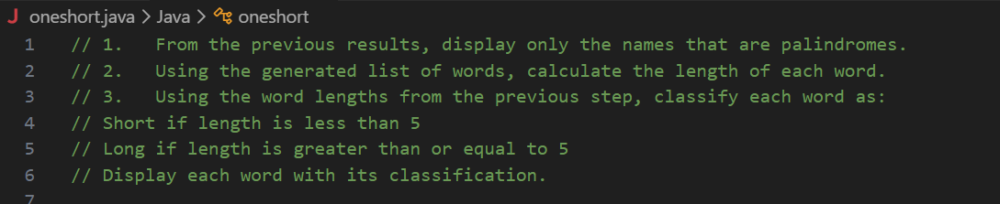 oneshort.java > Java > oneshort
1 // 1.   From the previous results, display only the names that are palindromes.
2 // 2.   Using the generated list of words, calculate the length of each word.
3 // 3.   Using the word lengths from the previous step, classify each word as:
4 // Short if length is less than 5
5 // Long if length is greater than or equal to 5
6 // Display each word with its classification.
7